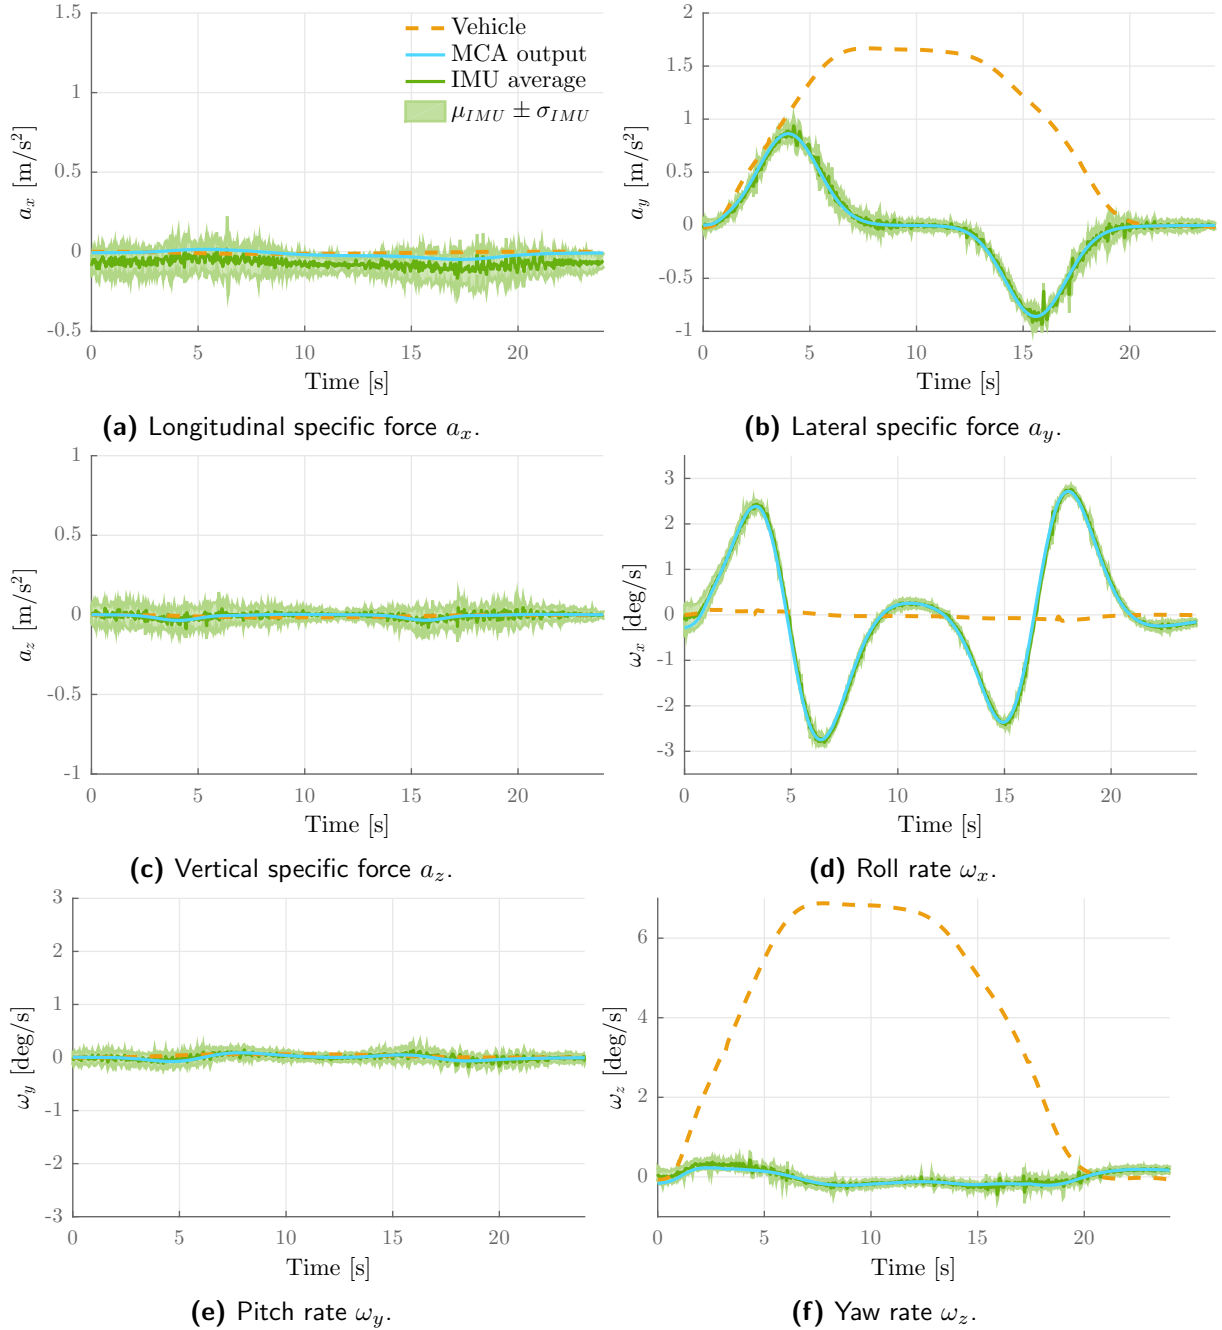 1.5
1
0.5
0
-0.5
a_x [m/s²]
Vehicle
MCA output
IMU average
μ_IMU ± σ_IMU
0 5 10 15 20
Time [s]
(a) Longitudinal specific force a_x.
2
1.5
1
0.5
0
-0.5
-1
a_y [m/s²]
0 5 10 15 20
Time [s]
(b) Lateral specific force a_y.
1
0.5
0
-0.5
-1
a_z [m/s²]
0 5 10 15 20
Time [s]
(c) Vertical specific force a_z.
3
2
1
0
-1
-2
-3
ω_x [deg/s]
0 5 10 15 20
Time [s]
(d) Roll rate ω_x.
3
2
1
0
-1
-2
-3
ω_y [deg/s]
0 5 10 15 20
Time [s]
(e) Pitch rate ω_y.
6
4
2
0
ω_z [deg/s]
0 5 10 15 20
Time [s]
(f) Yaw rate ω_z.